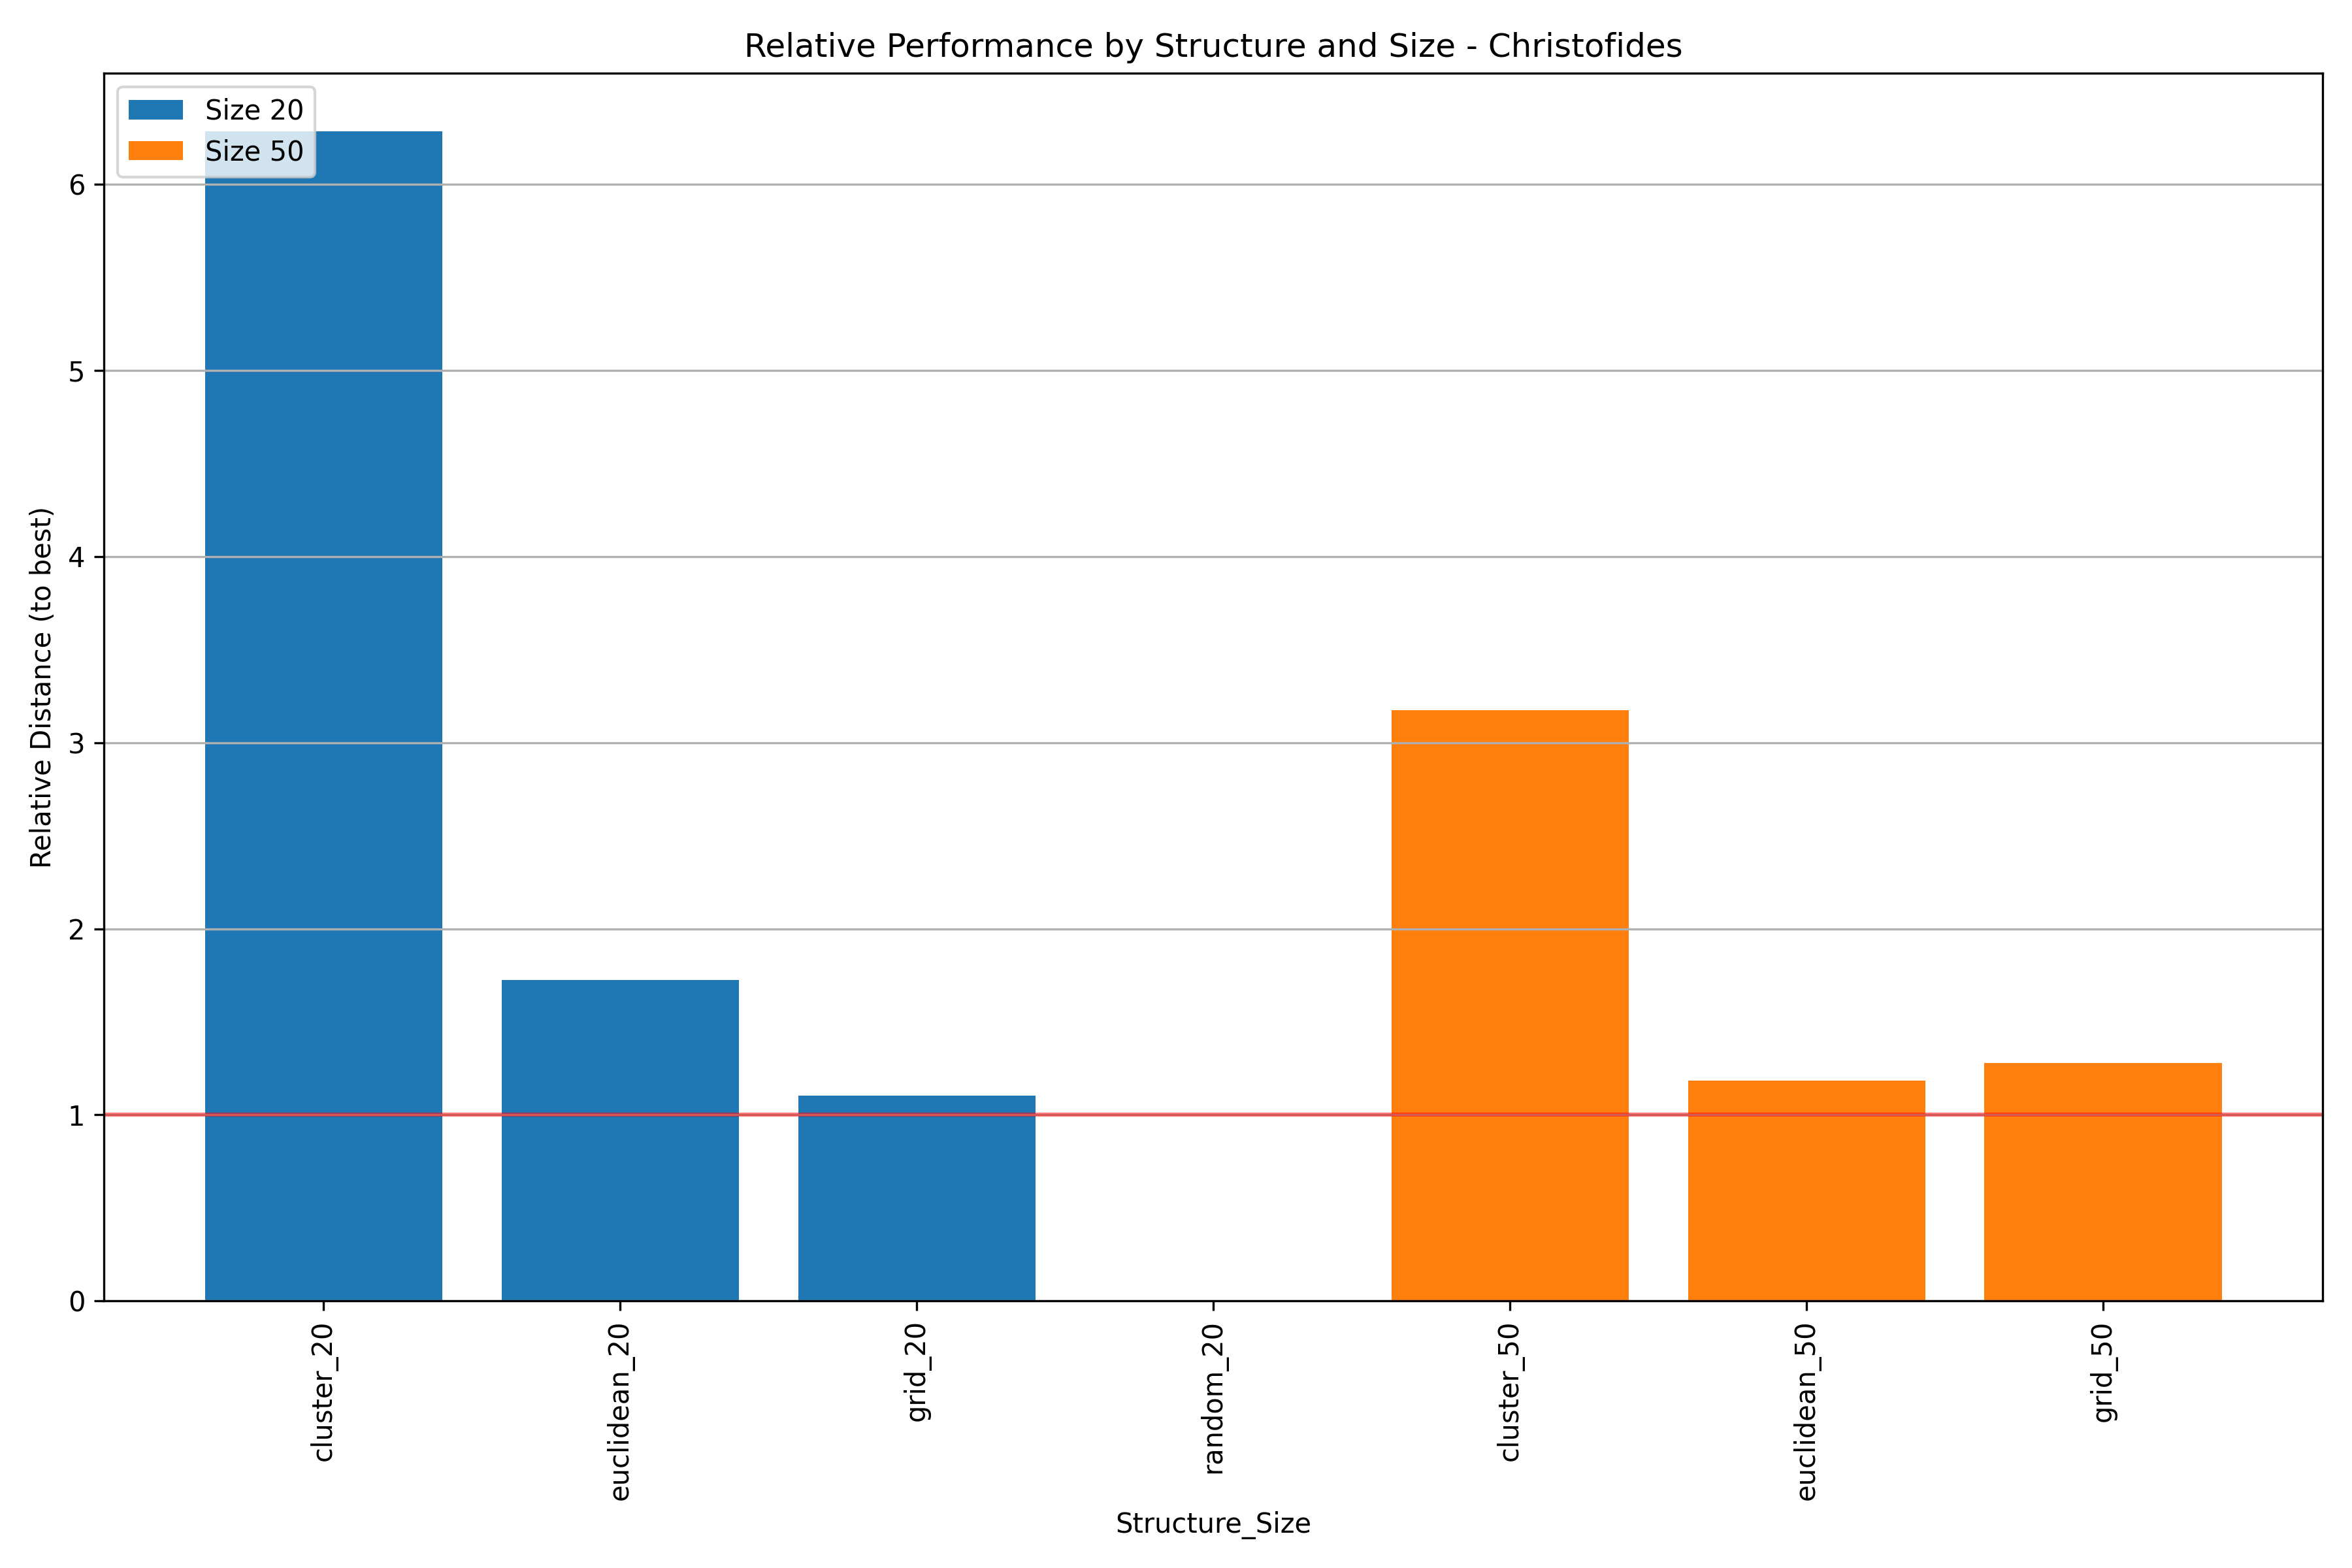 Relative Performance by Structure and Size - Christofides
Size 20
Size 50
Relative Distance (to best)
6
5
4
3
2
1
0
cluster_20
euclidean_20
grid_20
random_20
cluster_50
euclidean_50
grid_50
Structure_Size